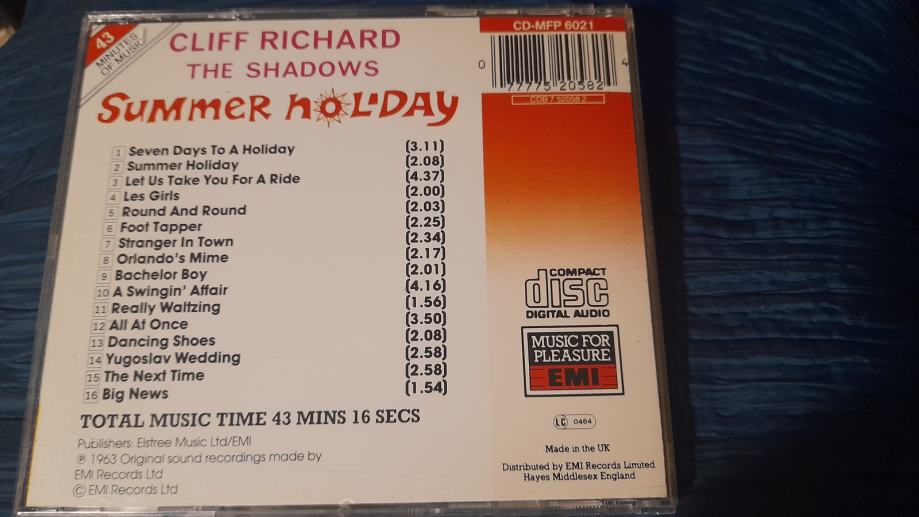 43
MINUTES
OF MUSIC
CLIFF RICHARD
THE SHADOWS
SUMMER HOLIDAY
1 Seven Days To A Holiday (3.11)
2 Summer Holiday (2.08)
3 Let Us Take You For A Ride (4.37)
4 Les Girls (2.00)
5 Round And Round (2.03)
6 Foot Tapper (2.25)
7 Stranger In Town (2.34)
8 Orlando's Mime (2.17)
9 Bachelor Boy (2.01)
10 A Swingin' Affair (4.16)
11 Really Waltzing (1.56)
12 All At Once (3.50)
13 Dancing Shoes (2.08)
14 Yugoslav Wedding (2.58)
15 The Next Time (2.58)
16 Big News (1.54)
TOTAL MUSIC TIME 43 MINS 16 SECS
Publishers: Elstree Music Ltd/EMI
℗ 1963 Original sound recordings made by
EMI Records Ltd
© EMI Records Ltd
CD-MFP 6021
0 77775 20582 4
CDB 7 52058 2
COMPACT
disc
DIGITAL AUDIO
MUSIC FOR
PLEASURE
EMI
LC 0464
Made in the UK
Distributed by EMI Records Limited
Hayes Middlesex England